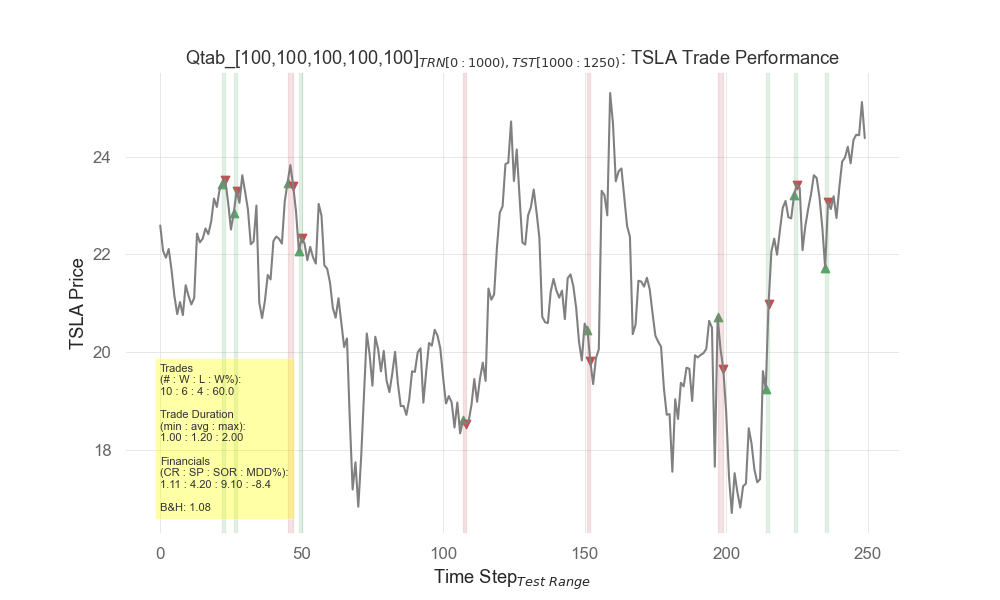 Qtab_[100,100,100,100,100]TRN[0 : 1000), TST[1000 : 1250): TSLA Trade Performance
TSLA Price
24
22
20
18
Trades
(# : W : L : W%):
10 : 6 : 4 : 60.0
Trade Duration
(min : avg : max):
1.00 : 1.20 : 2.00
Financials
(CR : SP : SOR : MDD%):
1.11 : 4.20 : 9.10 : -8.4
B&H: 1.08
0 50 100 150 200 250
Time StepTest Range